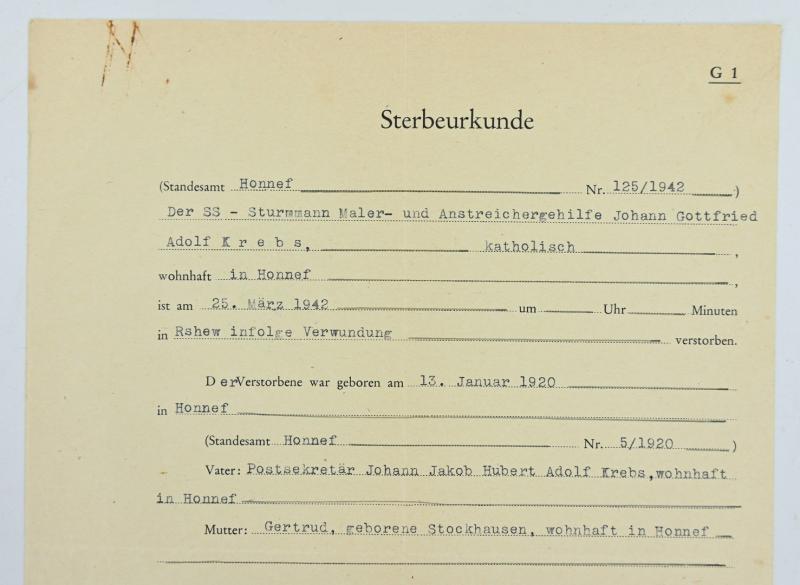 G 1
Sterbeurkunde
(Standesamt Honnef Nr. 125/1942 )
Der SS - Sturmmann Maler- und Anstreichergehilfe Johann Gottfried
Adolf K r e b s, katholisch ,
wohnhaft in Honnef ,
ist am 25. März 1942 um Uhr Minuten
in Rshew infolge Verwundung verstorben.
D er Verstorbene war geboren am 13. Januar 1920
in Honnef
(Standesamt Honnef Nr. 5/1920 )
Vater: Postsekretär Johann Jakob Hubert Adolf Krebs,wohnhaft
in Honnef
Mutter: Gertrud, geborene Stockhausen, wohnhaft in Honnef